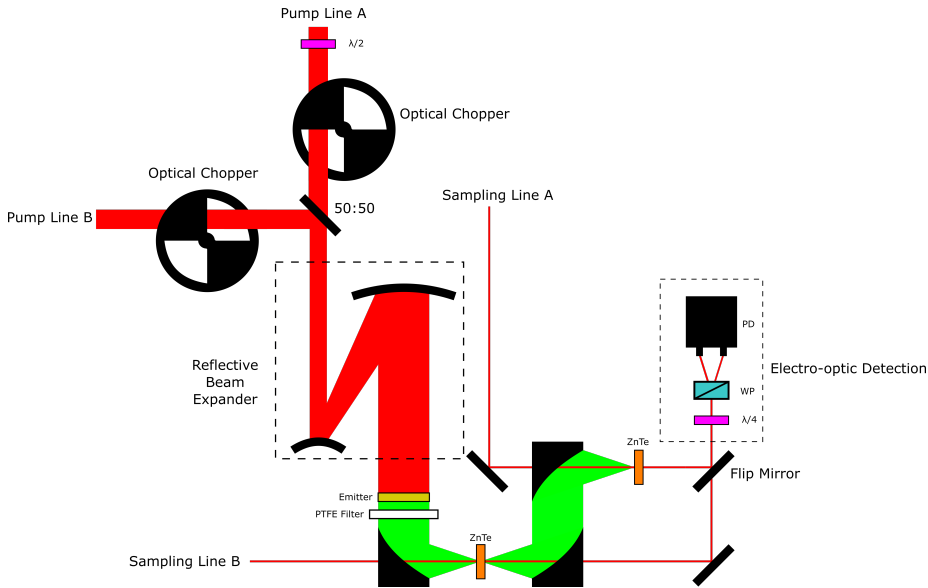 Pump Line A
λ/2
Optical Chopper
Optical Chopper
Sampling Line A
50:50
Pump Line B
PD
Reflective
Beam
Expander
Electro-optic Detection
WP
λ/4
ZnTe
Flip Mirror
Emitter
PTFE Filter
ZnTe
Sampling Line B